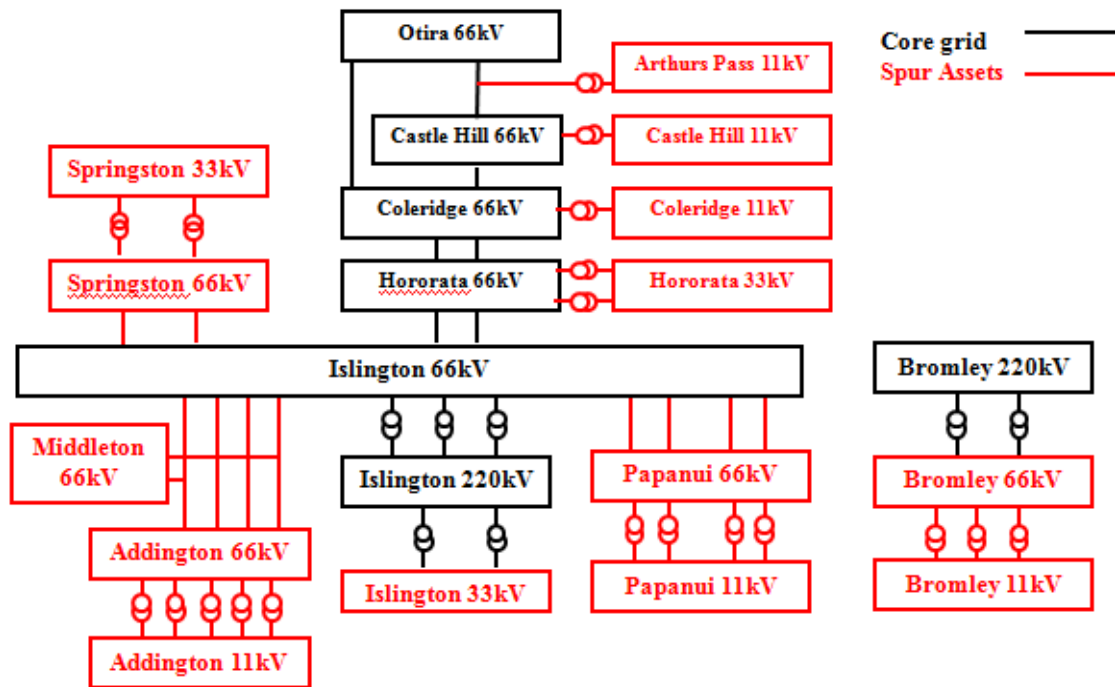 Otira 66kV
Core grid
Spur Assets
Arthurs Pass 11kV
Castle Hill 66kV
Castle Hill 11kV
Springston 33kV
Coleridge 66kV
Coleridge 11kV
Springston 66kV
Hororata 66kV
Hororata 33kV
Islington 66kV
Bromley 220kV
Middleton
66kV
Islington 220kV
Papanui 66kV
Bromley 66kV
Addington 66kV
Islington 33kV
Papanui 11kV
Bromley 11kV
Addington 11kV